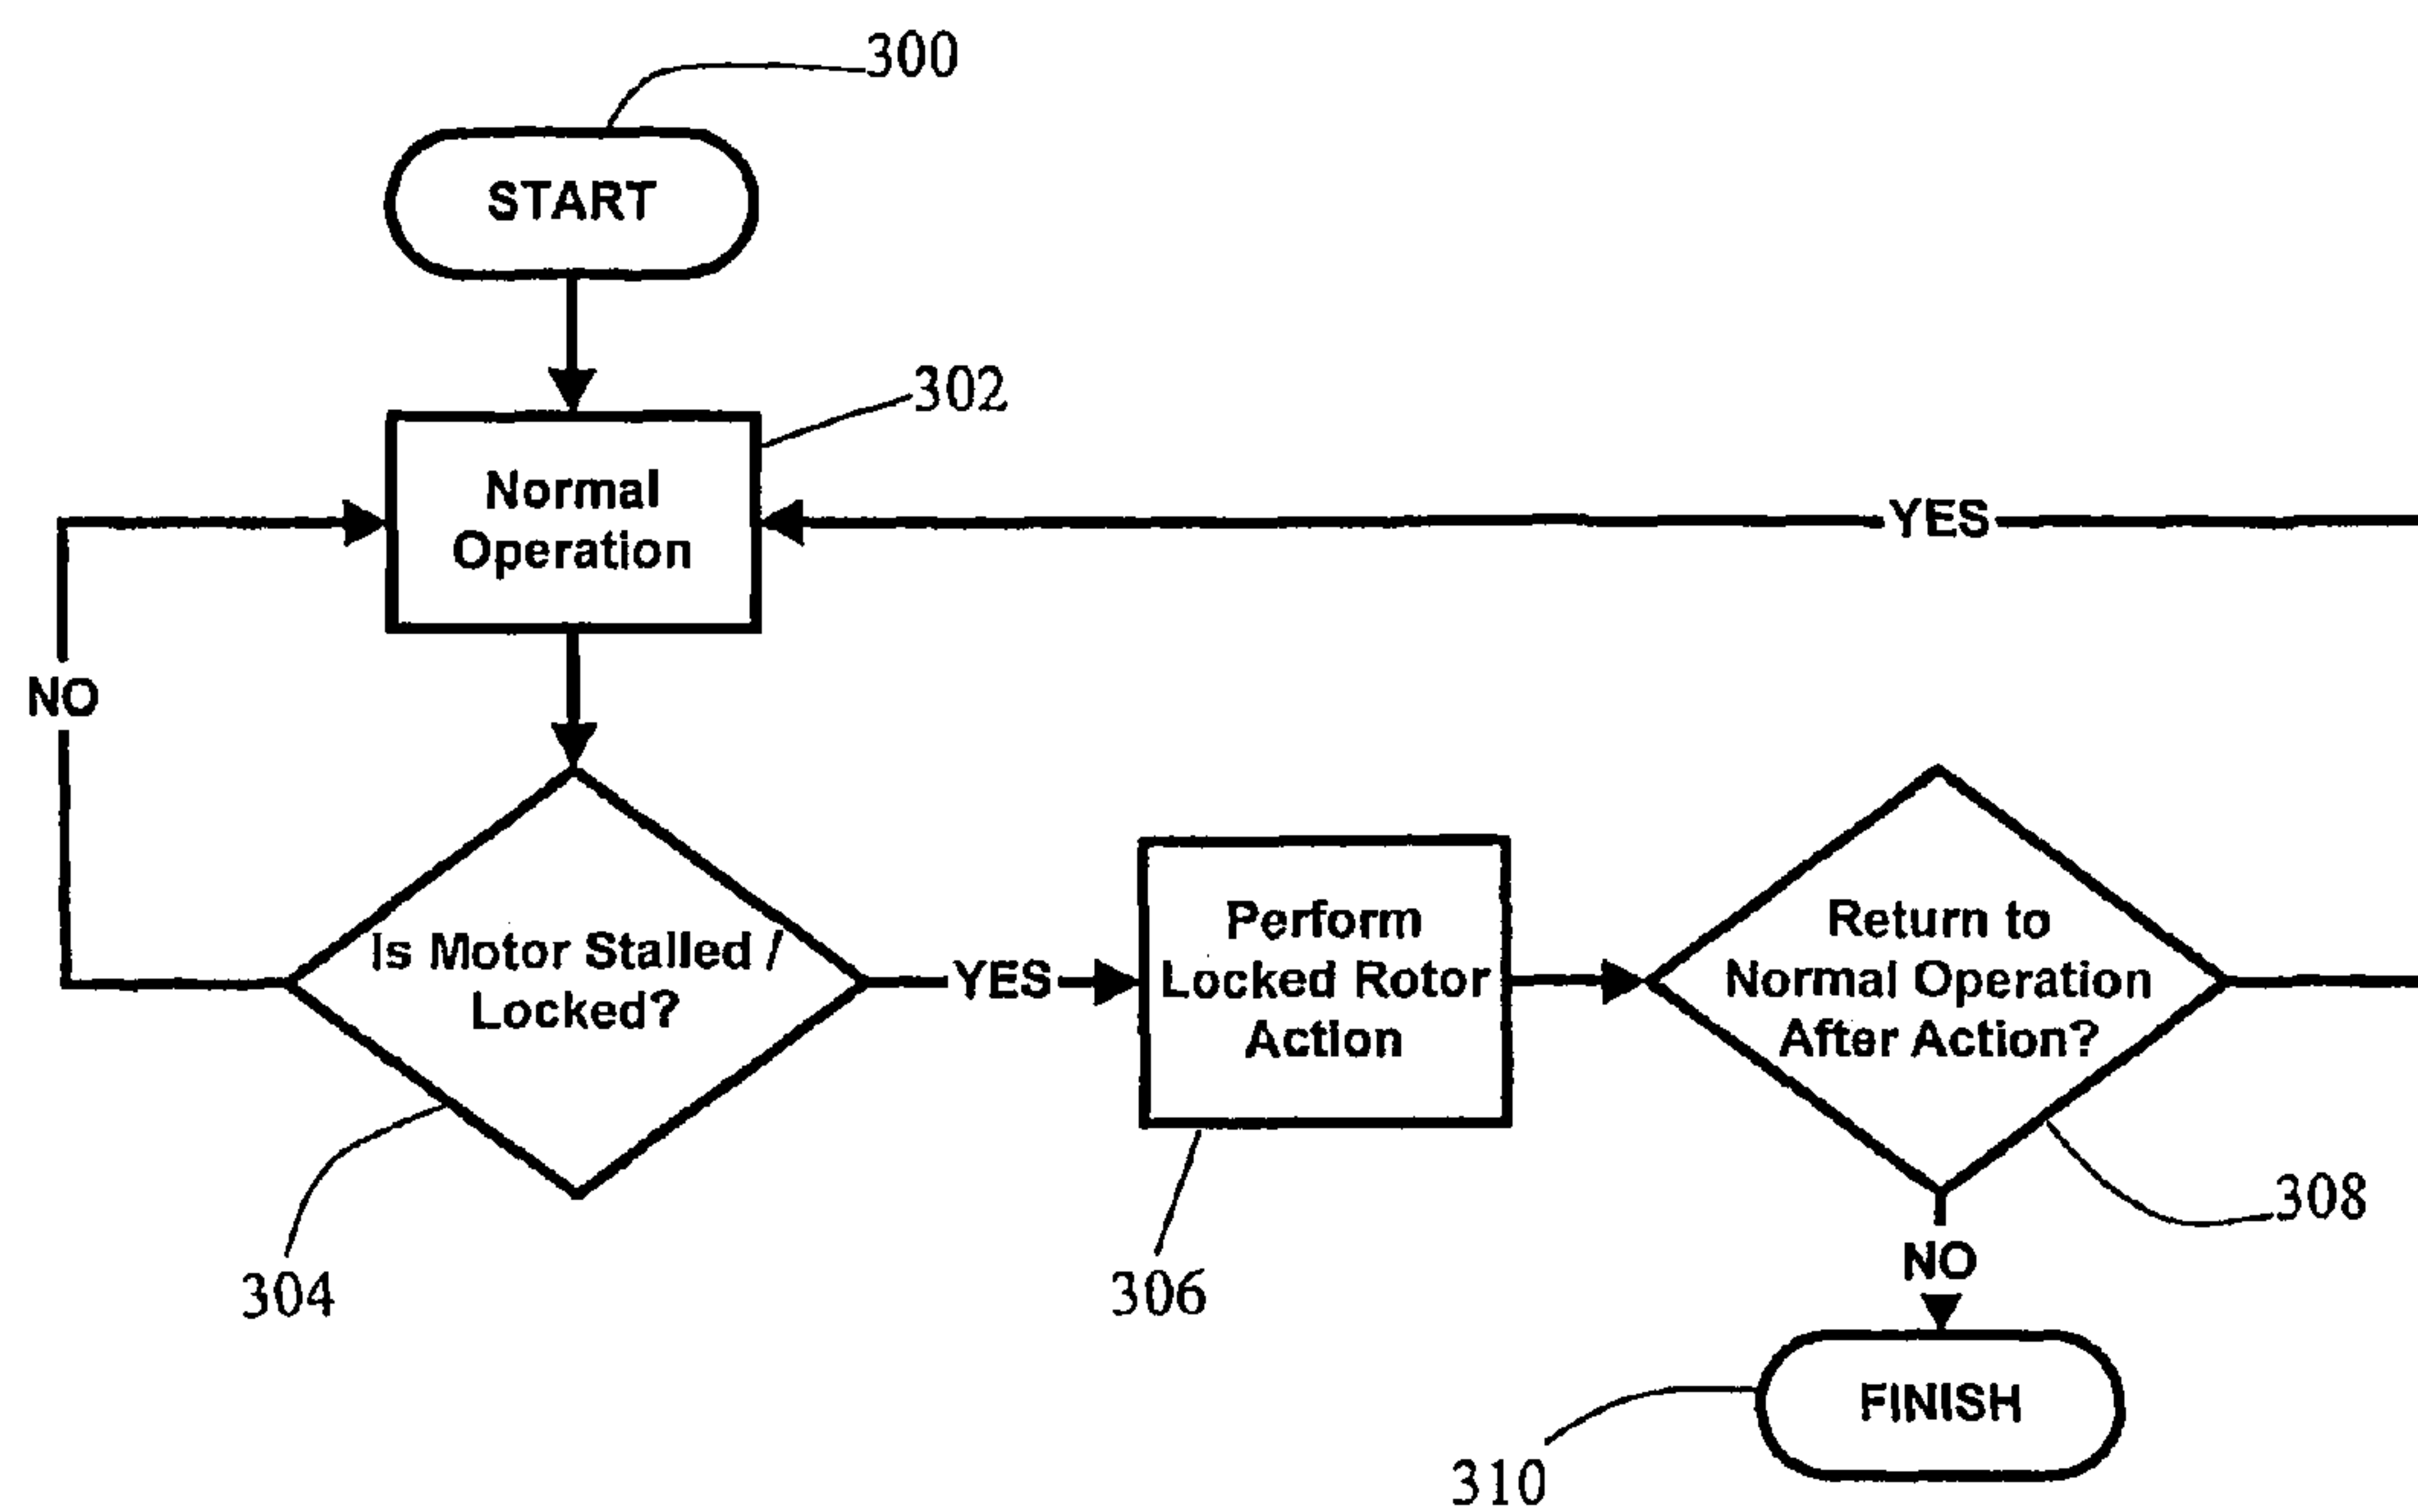 300
START
302
Normal
Operation
YES
NO
Is Motor Stalled /
Locked?
YES
Perform
Locked Rotor
Action
Return to
Normal Operation
After Action?
304
306
308
NO
FINISH
310